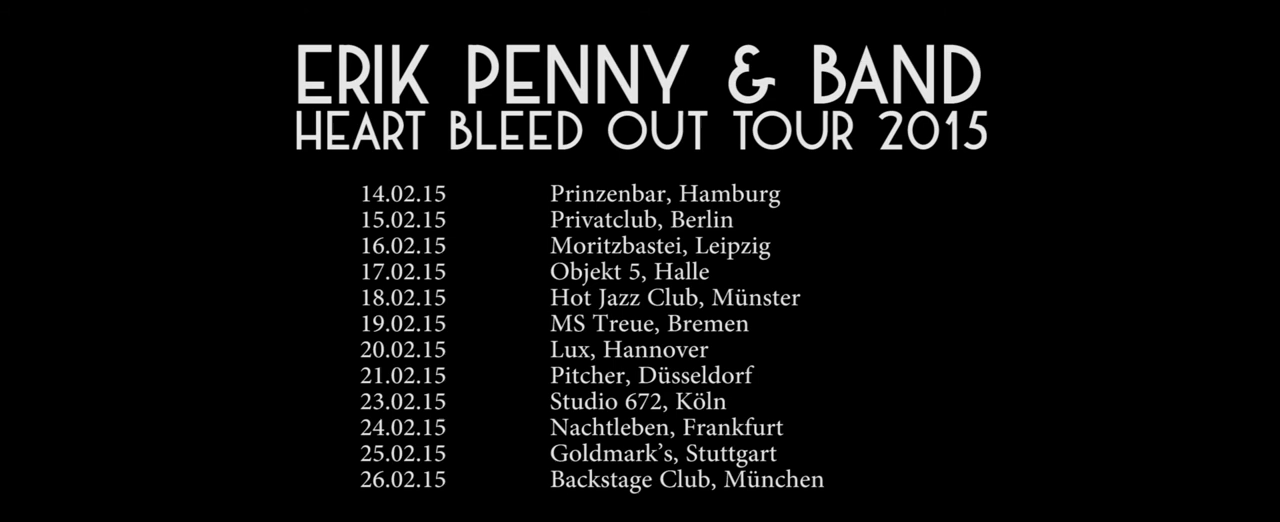 ERIK PENNY & BAND
HEART BLEED OUT TOUR 2015
14.02.15 Prinzenbar, Hamburg
15.02.15 Privatclub, Berlin
16.02.15 Moritzbastei, Leipzig
17.02.15 Objekt 5, Halle
18.02.15 Hot Jazz Club, Münster
19.02.15 MS Treue, Bremen
20.02.15 Lux, Hannover
21.02.15 Pitcher, Düsseldorf
23.02.15 Studio 672, Köln
24.02.15 Nachtleben, Frankfurt
25.02.15 Goldmark’s, Stuttgart
26.02.15 Backstage Club, München